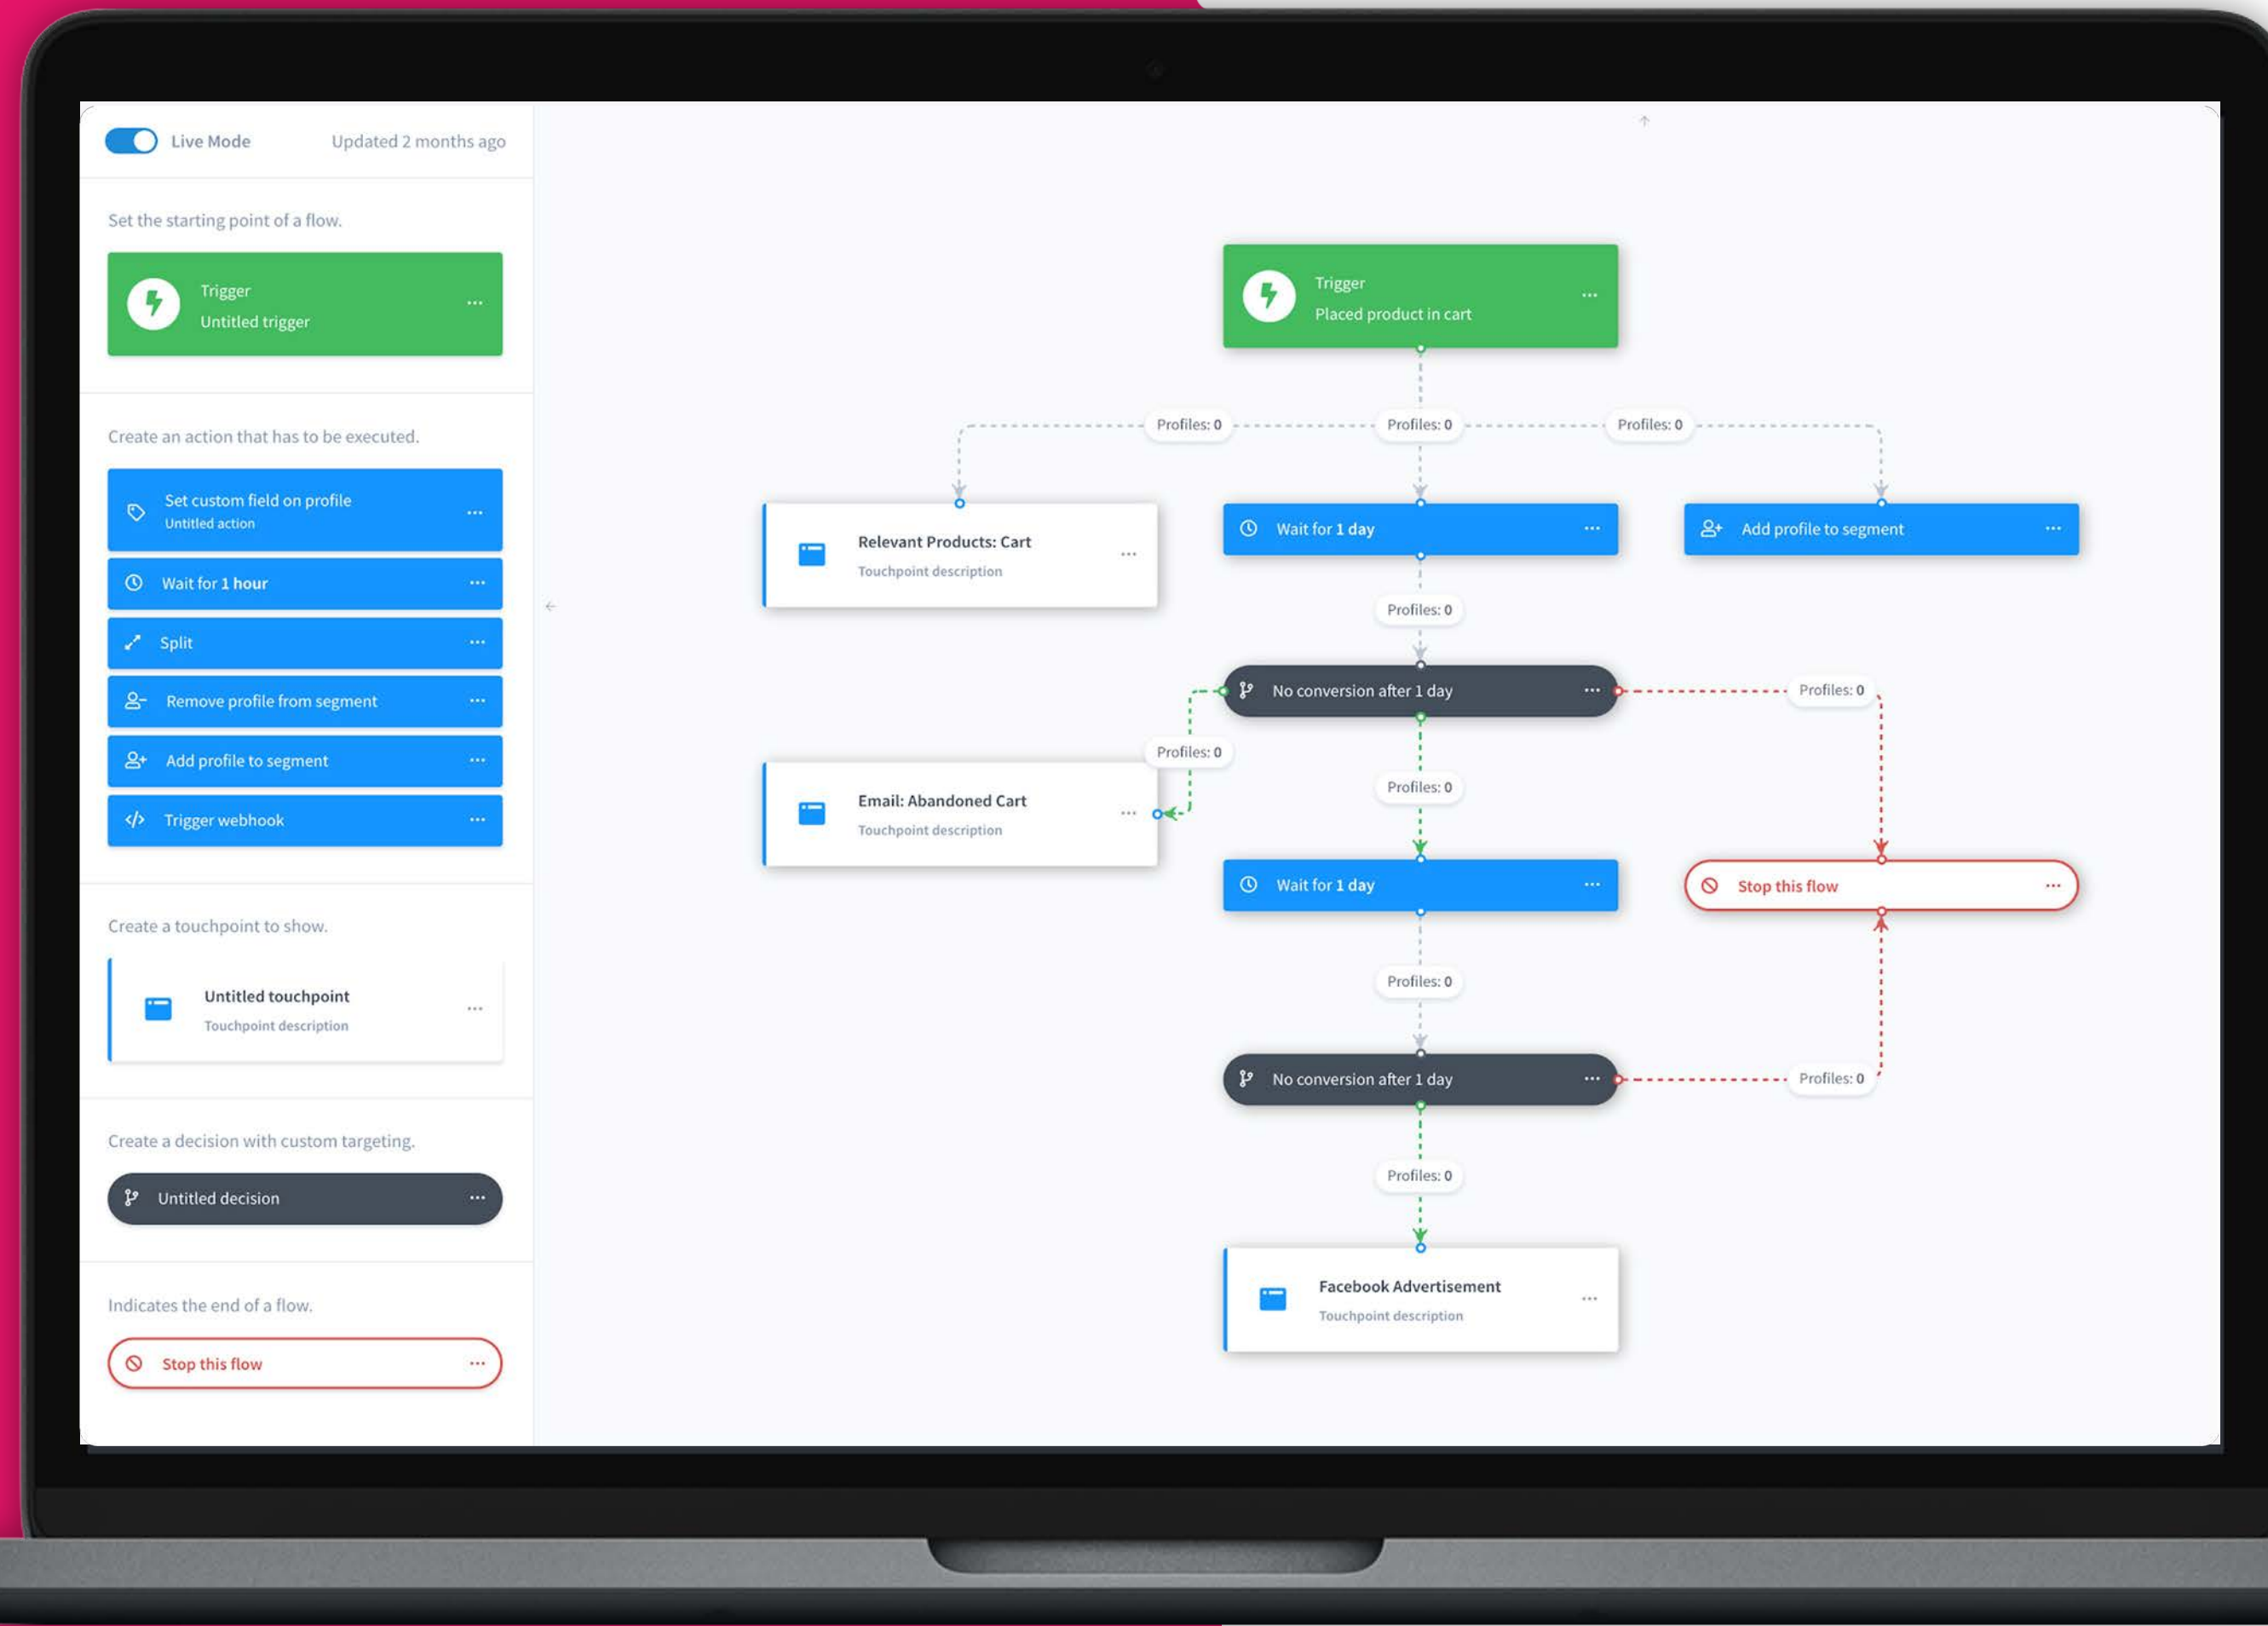 Live Mode
Updated 2 months ago
Set the starting point of a flow.
Trigger
Untitled trigger
Create an action that has to be executed.
Set custom field on profile
Untitled action
Wait for 1 hour
Split
Remove profile from segment
Add profile to segment
Trigger webhook
Create a touchpoint to show.
Untitled touchpoint
Touchpoint description
Create a decision with custom targeting.
Untitled decision
Indicates the end of a flow.
Stop this flow
Trigger
Placed product in cart
Profiles: 0
Profiles: 0
Profiles: 0
Relevant Products: Cart
Touchpoint description
Wait for 1 day
Add profile to segment
Profiles: 0
No conversion after 1 day
Profiles: 0
Profiles: 0
Profiles: 0
Email: Abandoned Cart
Touchpoint description
Wait for 1 day
Stop this flow
Profiles: 0
No conversion after 1 day
Profiles: 0
Profiles: 0
Facebook Advertisement
Touchpoint description